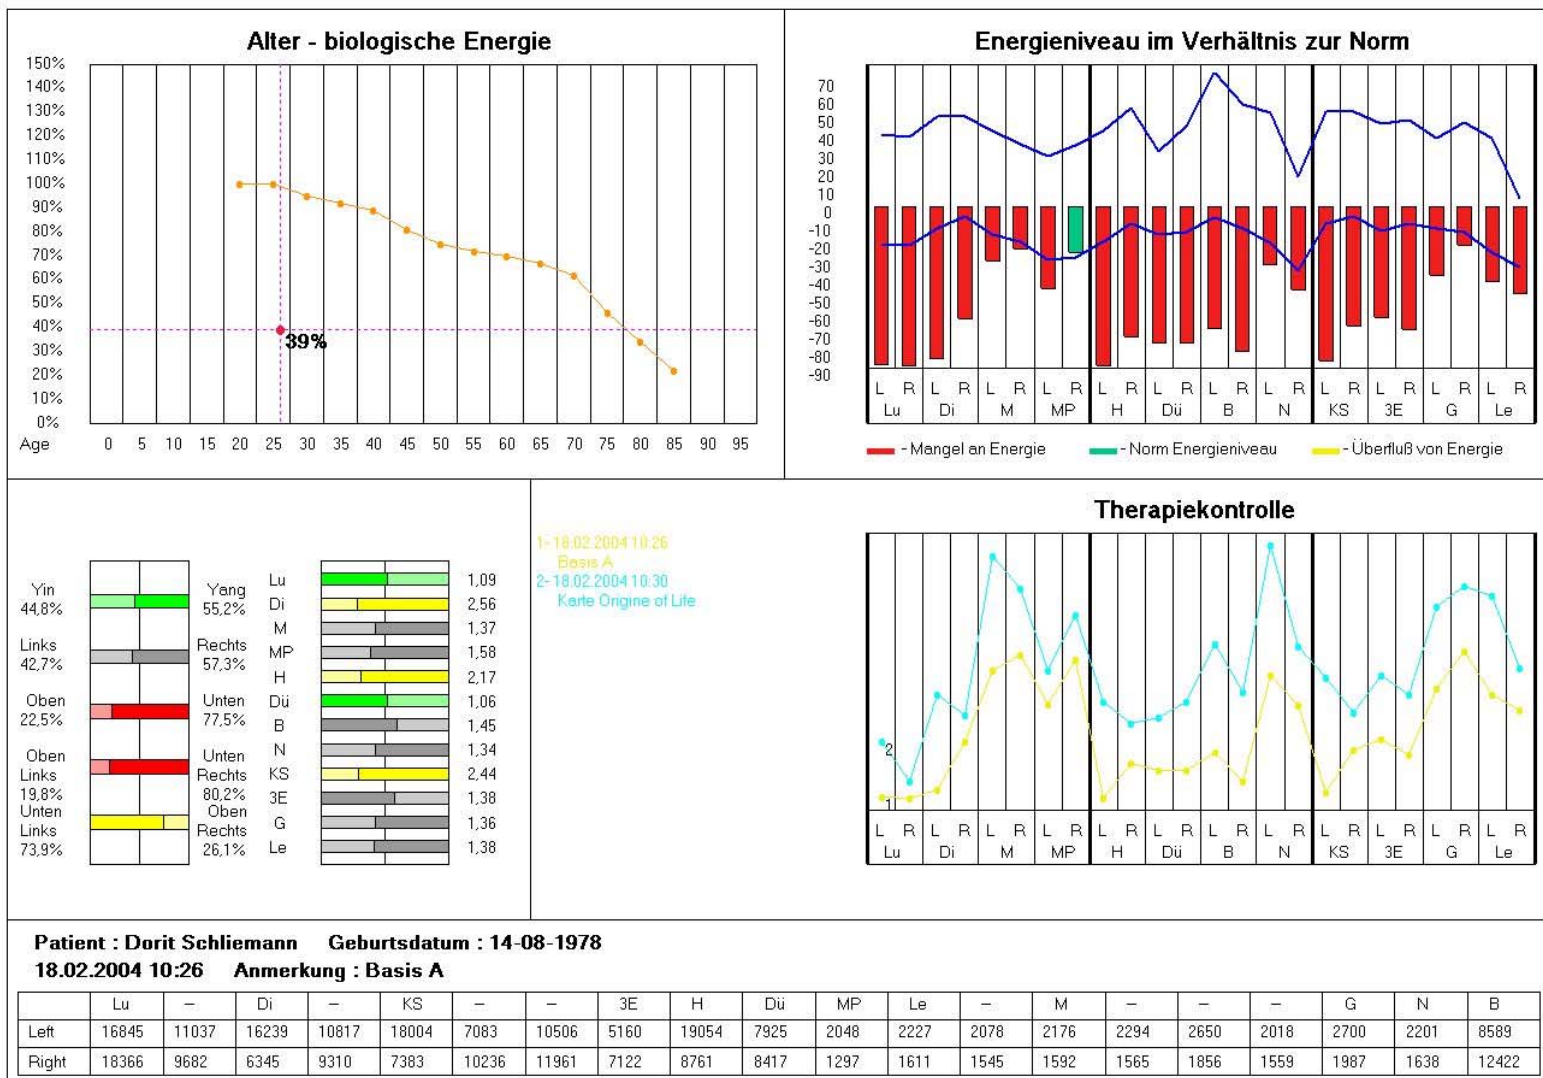 Alter - biologische Energie
150%
140%
130%
120%
110%
100%
90%
80%
70%
60%
50%
40%
30%
20%
10%
0%
39%
Age 0 5 10 15 20 25 30 35 40 45 50 55 60 65 70 75 80 85 90 95
Energieniveau im Verhältnis zur Norm
70
60
50
40
30
20
10
0
-10
-20
-30
-40
-50
-60
-70
-80
-90
L R L R L R L R L R L R L R L R L R L R L R L R
Lu Di M MP H Dü B N KS 3E G Le
- Mangel an Energie - Norm Energieniveau - Überfluß von Energie
Yin 44,8% Yang 55,2%
Links 42,7% Rechts 57,3%
Oben 22,5% Unten 77,5%
Oben Links 19,8% Unten Rechts 80,2%
Unten Links 73,9% Oben Rechts 26,1%
Lu 1,09
Di 2,56
M 1,37
MP 1,58
H 2,17
Dü 1,06
B 1,45
N 1,34
KS 2,44
3E 1,38
G 1,36
Le 1,38
1- 18.02.2004 10:26
Basis A
2- 18.02.2004 10:30
Karte Origine of Life
Therapiekontrolle
2
1
L R L R L R L R L R L R L R L R L R L R L R L R
Lu Di M MP H Dü B N KS 3E G Le
Patient : Dorit Schliemann Geburtsdatum : 14-08-1978
18.02.2004 10:26 Anmerkung : Basis A
Lu – Di – KS – – 3E H Dü MP Le – M – – – G N B
Left 16845 11037 16239 10817 18004 7083 10506 5160 19054 7925 2048 2227 2078 2176 2294 2650 2018 2700 2201 8589
Right 18366 9682 6345 9310 7383 10236 11961 7122 8761 8417 1297 1611 1545 1592 1565 1856 1559 1987 1638 12422